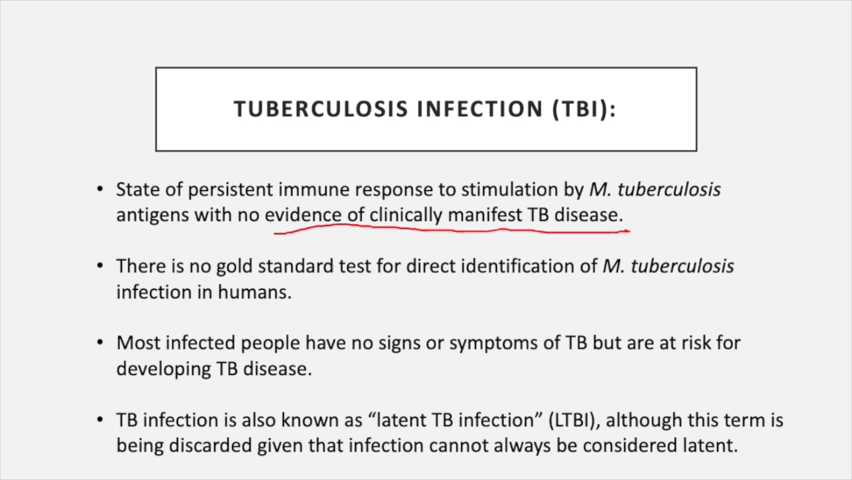 TUBERCULOSIS INFECTION (TBI):
• State of persistent immune response to stimulation by M. tuberculosis
antigens with no evidence of clinically manifest TB disease.
• There is no gold standard test for direct identification of M. tuberculosis
infection in humans.
• Most infected people have no signs or symptoms of TB but are at risk for
developing TB disease.
• TB infection is also known as “latent TB infection” (LTBI), although this term is
being discarded given that infection cannot always be considered latent.